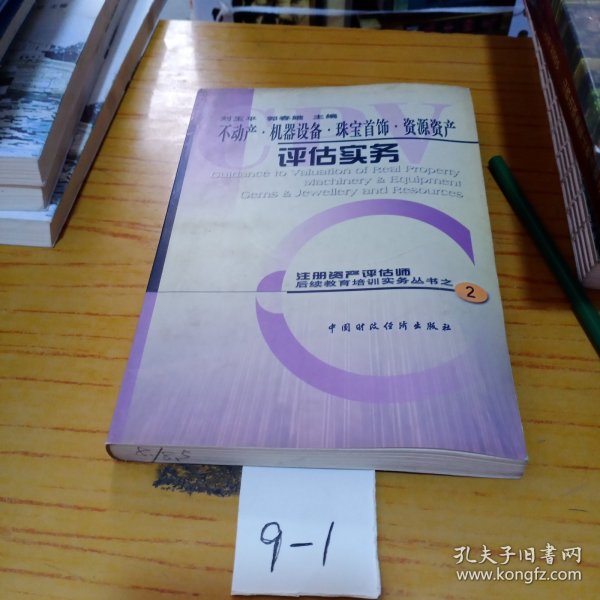 刘玉平 郭春娥 主编
不动产·机器设备·珠宝首饰·资源资产
评估实务
Guidance to Valuation of Real Property
Machinery & Equipment
Gems & Jewellery and Resources
注册资产评估师
后续教育培训实务丛书之 2
中国财政经济出版社
9-1
孔夫子旧书网
www.kongfz.com